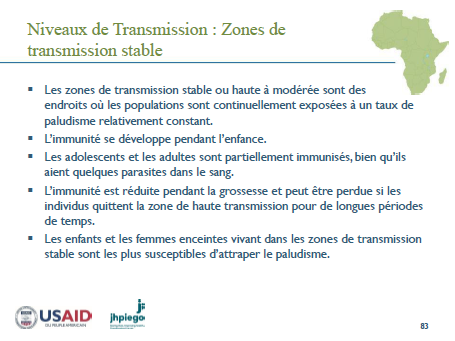 Niveaux de Transmission : Zones de
transmission stable
▪ Les zones de transmission stable ou haute à modérée sont des
endroits où les populations sont continuellement exposées à un taux de
paludisme relativement constant.
▪ L'immunité se développe pendant l'enfance.
▪ Les adolescents et les adultes sont partiellement immunisés, bien qu'ils
aient quelques parasites dans le sang.
▪ L'immunité est réduite pendant la grossesse et peut être perdue si les
individus quittent la zone de haute transmission pour de longues périodes
de temps.
▪ Les enfants et les femmes enceintes vivant dans les zones de transmission
stable sont les plus susceptibles d'attraper le paludisme.
USAID
jhpiego
83